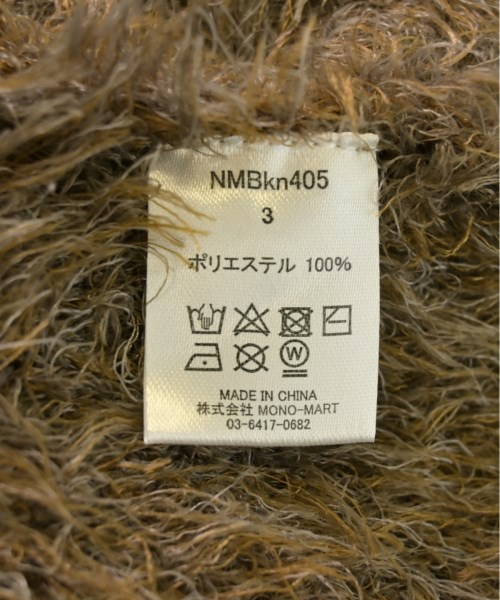 NMBkn405
3
ポリエステル 100%
W
MADE IN CHINA
株式会社 MONO-MART
03-6417-0682